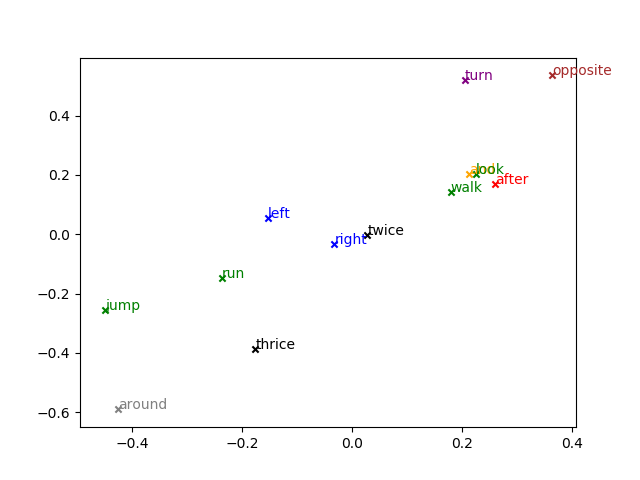 opposite
turn
0.4
and
look
0.2
walk
after
left
twice
right
0.0
run
−0.2
jump
thrice
−0.4
around
−0.6
−0.4
−0.2
0.0
0.2
0.4